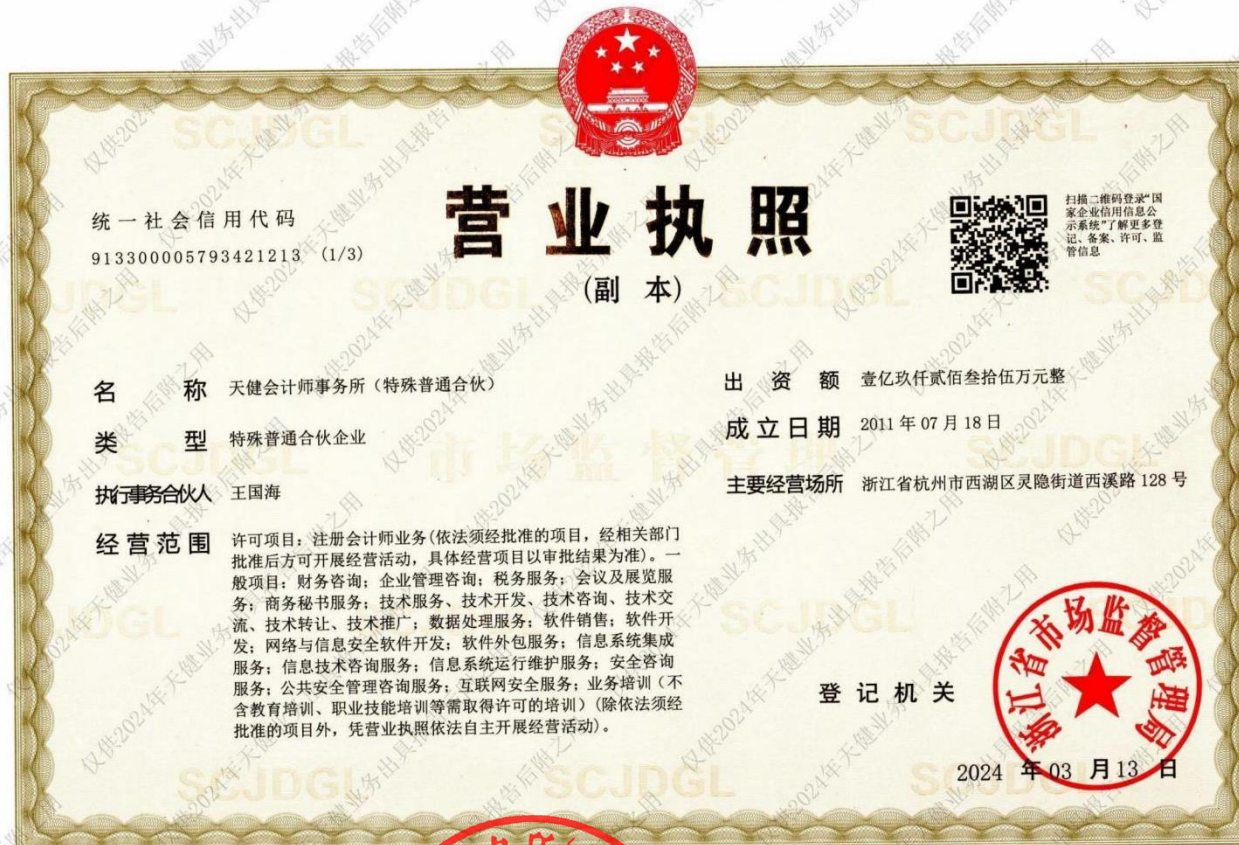 营业执照
(副 本)
统一社会信用代码
913300005793421213 (1/3)
扫描二维码登录“国
家企业信用信息公
示系统”了解更多登
记、备案、许可、监
管信息
名 称 天健会计师事务所（特殊普通合伙）
类 型 特殊普通合伙企业
执行事务合伙人 王国海
经营范围 许可项目：注册会计师业务(依法须经批准的项目，经相关部门
批准后方可开展经营活动，具体经营项目以审批结果为准)。一
般项目：财务咨询；企业管理咨询；税务服务；会议及展览服
务；商务秘书服务；技术服务、技术开发、技术咨询、技术交
流、技术转让、技术推广；数据处理服务；软件销售；软件开
发；网络与信息安全软件开发；软件外包服务；信息系统集成
服务；信息技术咨询服务；信息系统运行维护服务；安全咨询
服务；公共安全管理咨询服务；互联网安全服务；业务培训（不
含教育培训、职业技能培训等需取得许可的培训）(除依法须经
批准的项目外，凭营业执照依法自主开展经营活动)。
出 资 额 壹亿玖仟贰佰叁拾伍万元整
成立日期 2011年07月18日
主要经营场所 浙江省杭州市西湖区灵隐街道西溪路128号
登记机关
浙江省市场监督管理局
2024 年 03 月 13 日
仅供2024年天健业务出具报告后附之用
SCJDGL
市场监督管理